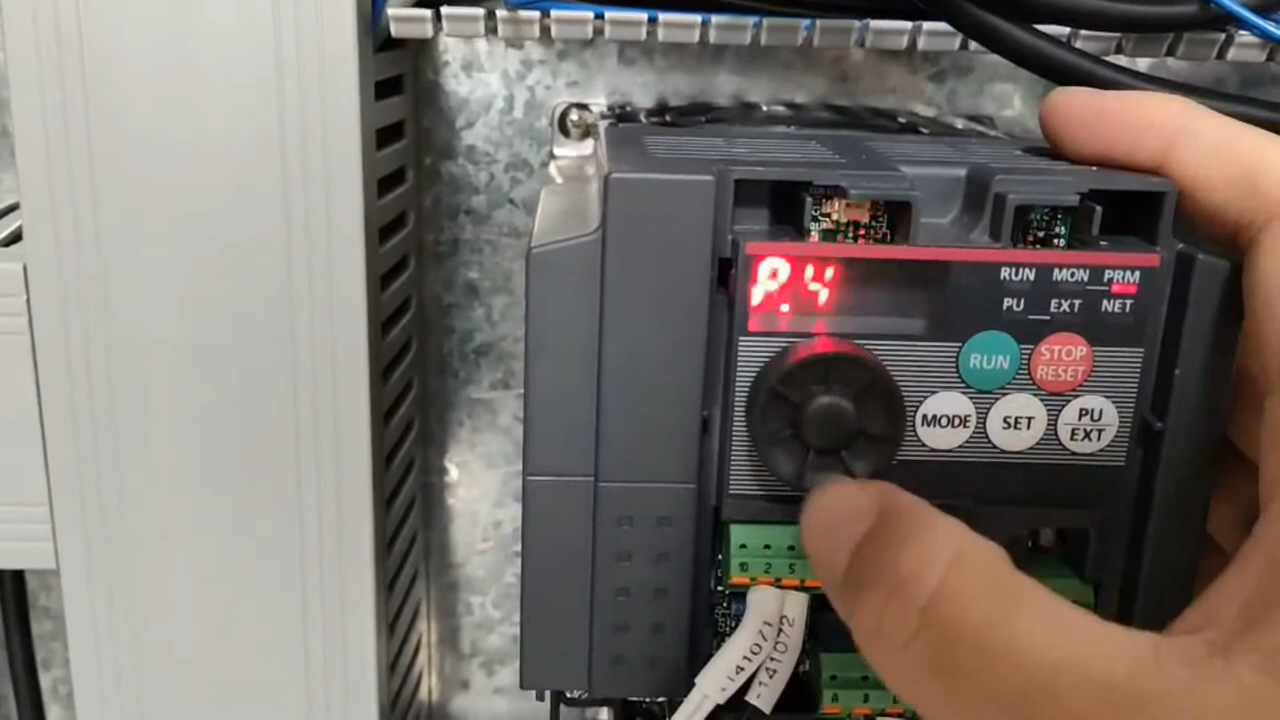 P.4
RUN MON PRM
PU EXT NET
RUN
STOP
RESET
MODE
SET
PU
EXT
10 2 5
-141071
-141072
A B